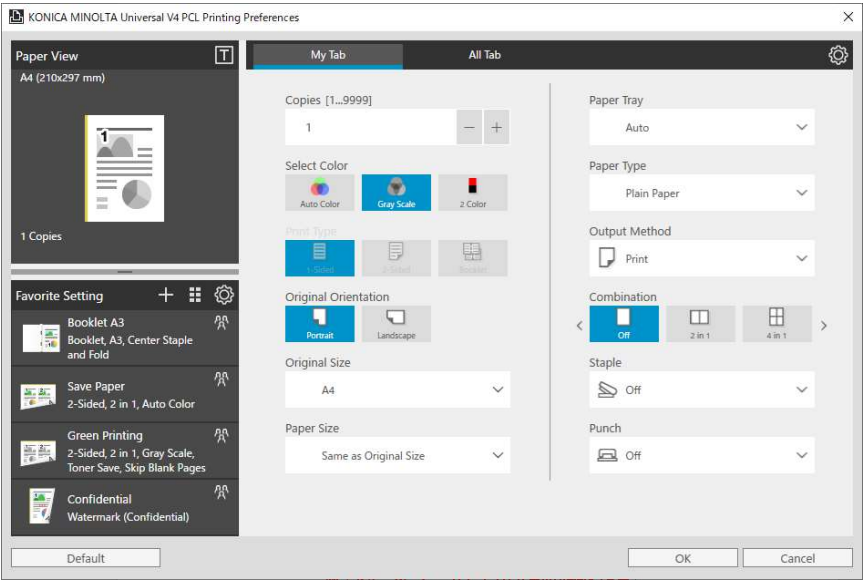 KONICA MINOLTA Universal V4 PCL Printing Preferences
Paper View
T
A4 (210x297 mm)
1
1 Copies
Favorite Setting
Booklet A3
Booklet, A3, Center Staple
and Fold
Save Paper
2-Sided, 2 in 1, Auto Color
Green Printing
2-Sided, 2 in 1, Gray Scale,
Toner Save, Skip Blank Pages
Confidential
Watermark (Confidential)
My Tab
All Tab
Copies [1...9999]
1
Select Color
Auto Color
Gray Scale
2 Color
Print Type
1-Sided
2-Sided
Booklet
Original Orientation
Portrait
Landscape
Original Size
A4
Paper Size
Same as Original Size
Paper Tray
Auto
Paper Type
Plain Paper
Output Method
Print
Combination
Off
2 in 1
4 in 1
Staple
Off
Punch
Off
Default
OK
Cancel